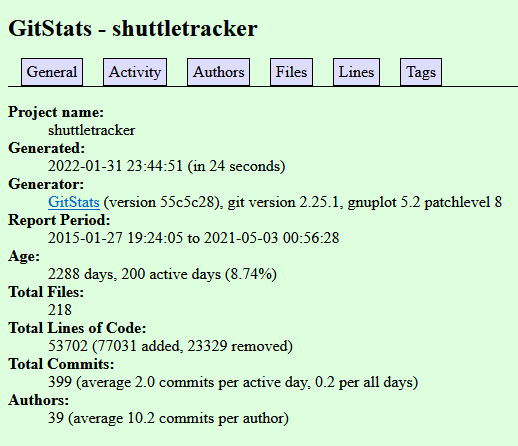 GitStats - shuttletracker
General Activity Authors Files Lines Tags
Project name:
shuttletracker
Generated:
2022-01-31 23:44:51 (in 24 seconds)
Generator:
GitStats (version 55c5c28), git version 2.25.1, gnuplot 5.2 patchlevel 8
Report Period:
2015-01-27 19:24:05 to 2021-05-03 00:56:28
Age:
2288 days, 200 active days (8.74%)
Total Files:
218
Total Lines of Code:
53702 (77031 added, 23329 removed)
Total Commits:
399 (average 2.0 commits per active day, 0.2 per all days)
Authors:
39 (average 10.2 commits per author)